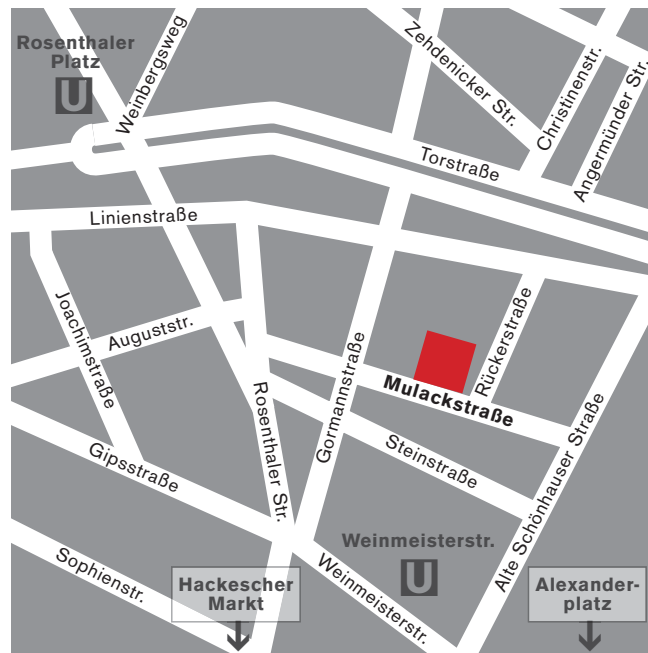 Rosenthaler
Platz
U
Weinbergsweg
Zehdenicker Str.
Christinenstr.
Angermünder Str.
Torstraße
Linienstraße
Joachimstraße
Auguststr.
Rosenthaler Str.
Gormannstraße
Rückerstraße
Mulackstraße
Steinstraße
Gipsstraße
Alte Schönhauser Straße
Weinmeisterstr.
U
Sophienstr.
Hackescher
Markt
Weinmeisterstr.
Alexander-
platz